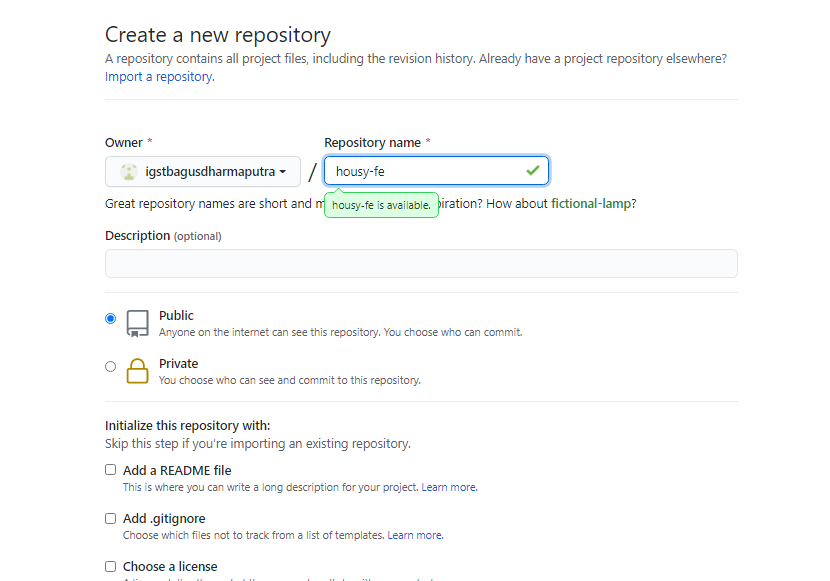 Create a new repository
A repository contains all project files, including the revision history. Already have a project repository elsewhere?
Import a repository.
Owner *
Repository name *
igstbagusdharmaputra
/
housy-fe
Great repository names are short and m
housy-fe is available.
piration? How about fictional-lamp?
Description (optional)
Public
Anyone on the internet can see this repository. You choose who can commit.
Private
You choose who can see and commit to this repository.
Initialize this repository with:
Skip this step if you're importing an existing repository.
Add a README file
This is where you can write a long description for your project. Learn more.
Add .gitignore
Choose which files not to track from a list of templates. Learn more.
Choose a license